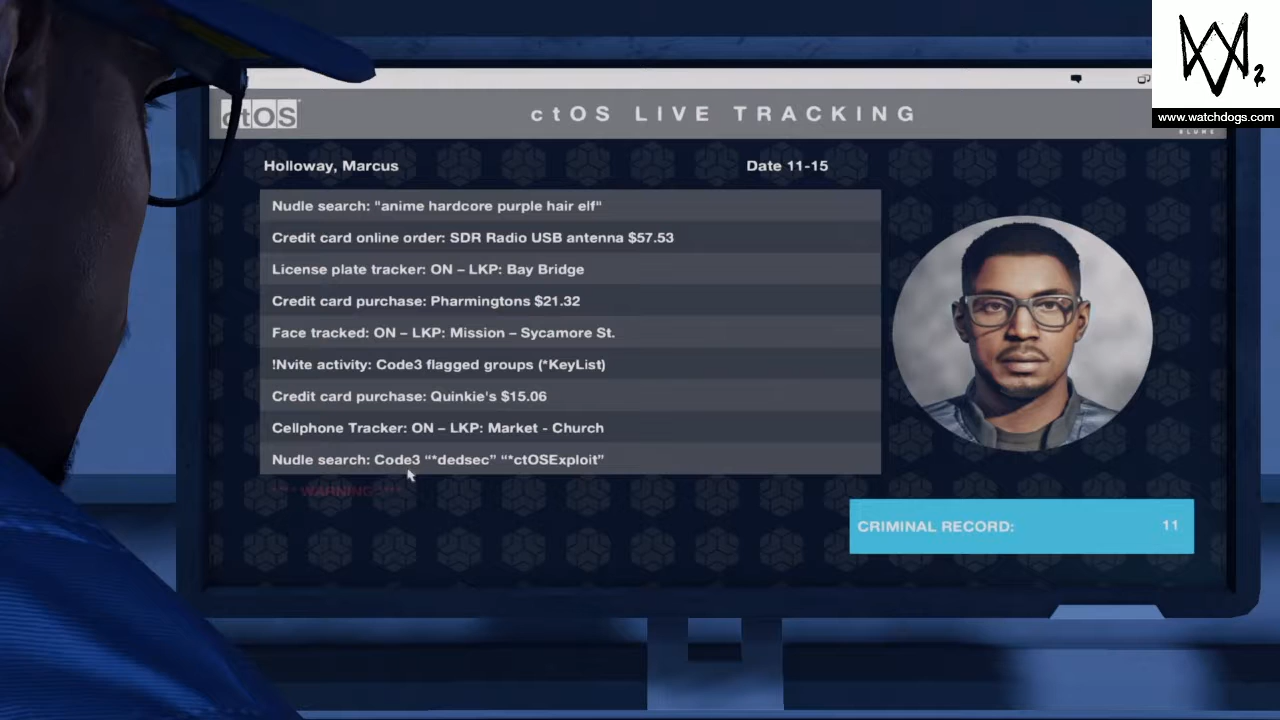 2
www.watchdogs.com
ctOS
ctOS LIVE TRACKING
BLUME
Holloway, Marcus
Date 11-15
Nudle search: "anime hardcore purple hair elf"
Credit card online order: SDR Radio USB antenna $57.53
License plate tracker: ON – LKP: Bay Bridge
Credit card purchase: Pharmingtons $21.32
Face tracked: ON – LKP: Mission – Sycamore St.
!Nvite activity: Code3 flagged groups (*KeyList)
Credit card purchase: Quinkie's $15.06
Cellphone Tracker: ON – LKP: Market - Church
Nudle search: Code3 “*dedsec” “*ctOSExploit”
**** WARNING ****
CRIMINAL RECORD: 11